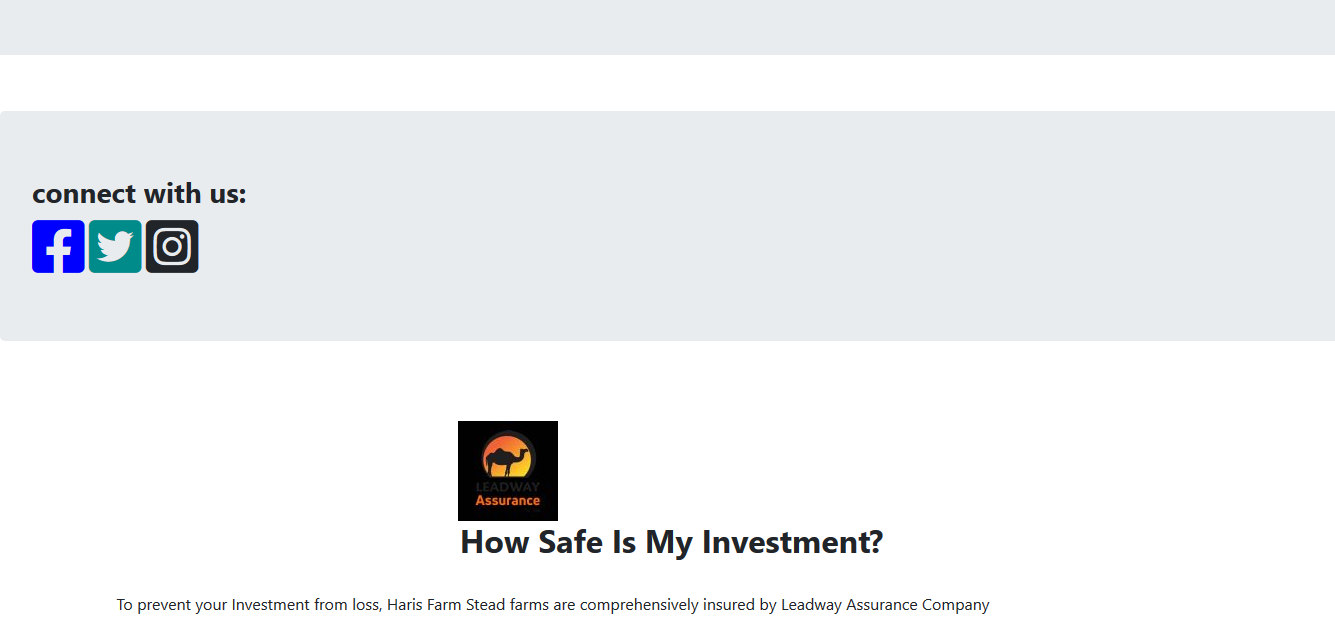 connect with us:
LEADWAY
Assurance
How Safe Is My Investment?
To prevent your Investment from loss, Haris Farm Stead farms are comprehensively insured by Leadway Assurance Company